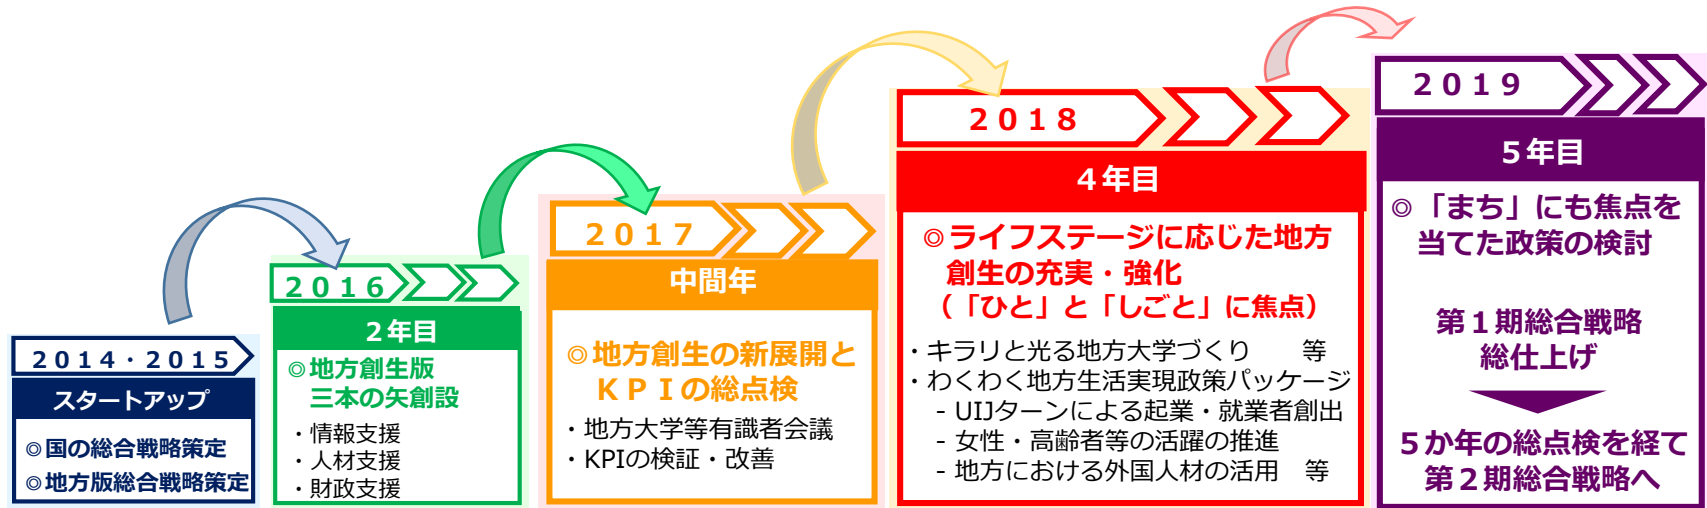 ２０１４・２０１５
スタートアップ
◎国の総合戦略策定
◎地方版総合戦略策定
２０１６
２年目
◎地方創生版
三本の矢創設
・情報支援
・人材支援
・財政支援
２０１７
中間年
◎地方創生の新展開と
ＫＰＩの総点検
・地方大学等有識者会議
・KPIの検証・改善
２０１８
４年目
◎ライフステージに応じた地方
創生の充実・強化
（「ひと」と「しごと」に焦点）
・キラリと光る地方大学づくり　等
・わくわく地方生活実現政策パッケージ
- UIJターンによる起業・就業者創出
- 女性・高齢者等の活躍の推進
- 地方における外国人材の活用　等
２０１９
５年目
◎「まち」にも焦点を
当てた政策の検討
第１期総合戦略
総仕上げ
５か年の総点検を経て
第２期総合戦略へ